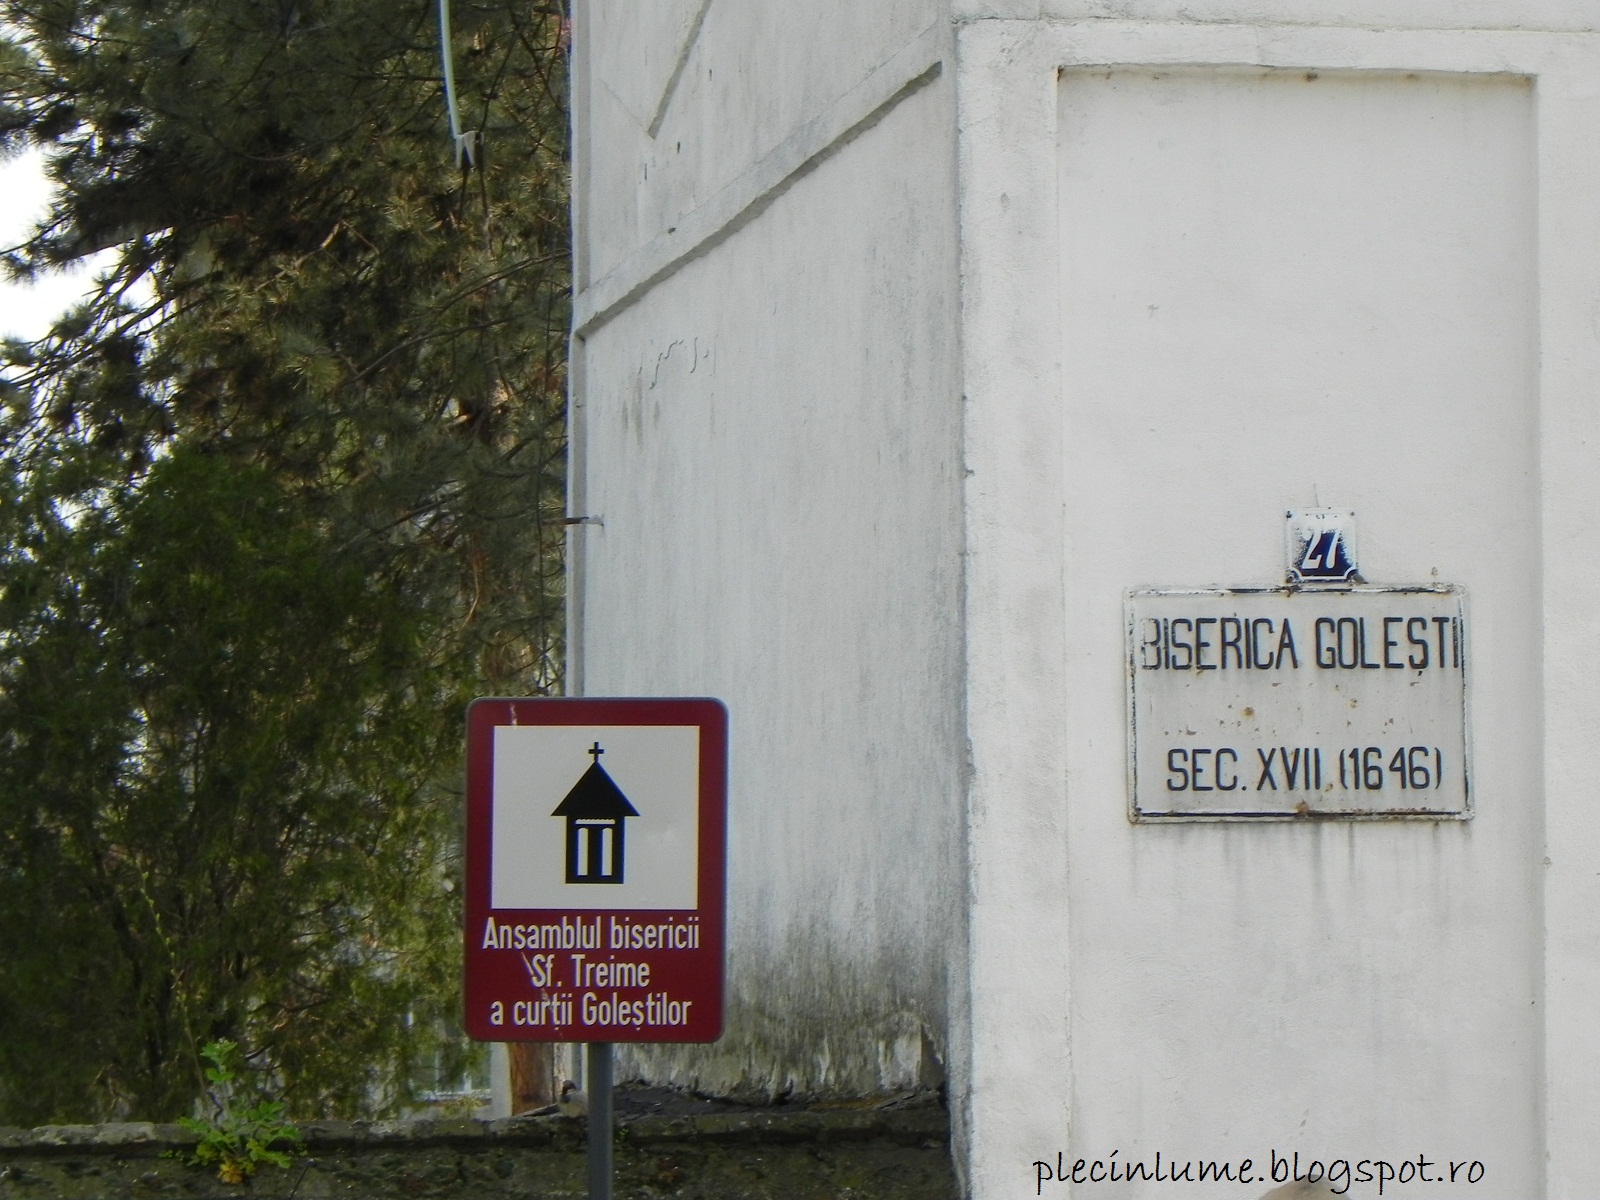 27
BISERICA GOLEȘTI
SEC. XVII (1646)
Ansamblul bisericii
Sf. Treime
a curții Goleștilor
plecinlume.blogspot.ro